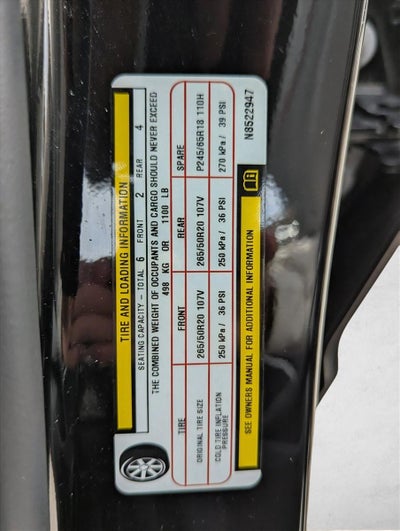 TIRE AND LOADING INFORMATION
SEATING CAPACITY - TOTAL 6 FRONT 2 REAR 4
THE COMBINED WEIGHT OF OCCUPANTS AND CARGO SHOULD NEVER EXCEED
498 KG OR 1100 LB
TIRE FRONT REAR SPARE
ORIGINAL TIRE SIZE 265/50R20 107V 265/50R20 107V P245/65R18 110H
COLD TIRE INFLATION PRESSURE 250 kPa / 36 PSI 250 kPa / 36 PSI 270 kPa / 39 PSI
SEE OWNERS MANUAL FOR ADDITIONAL INFORMATION
N8522947